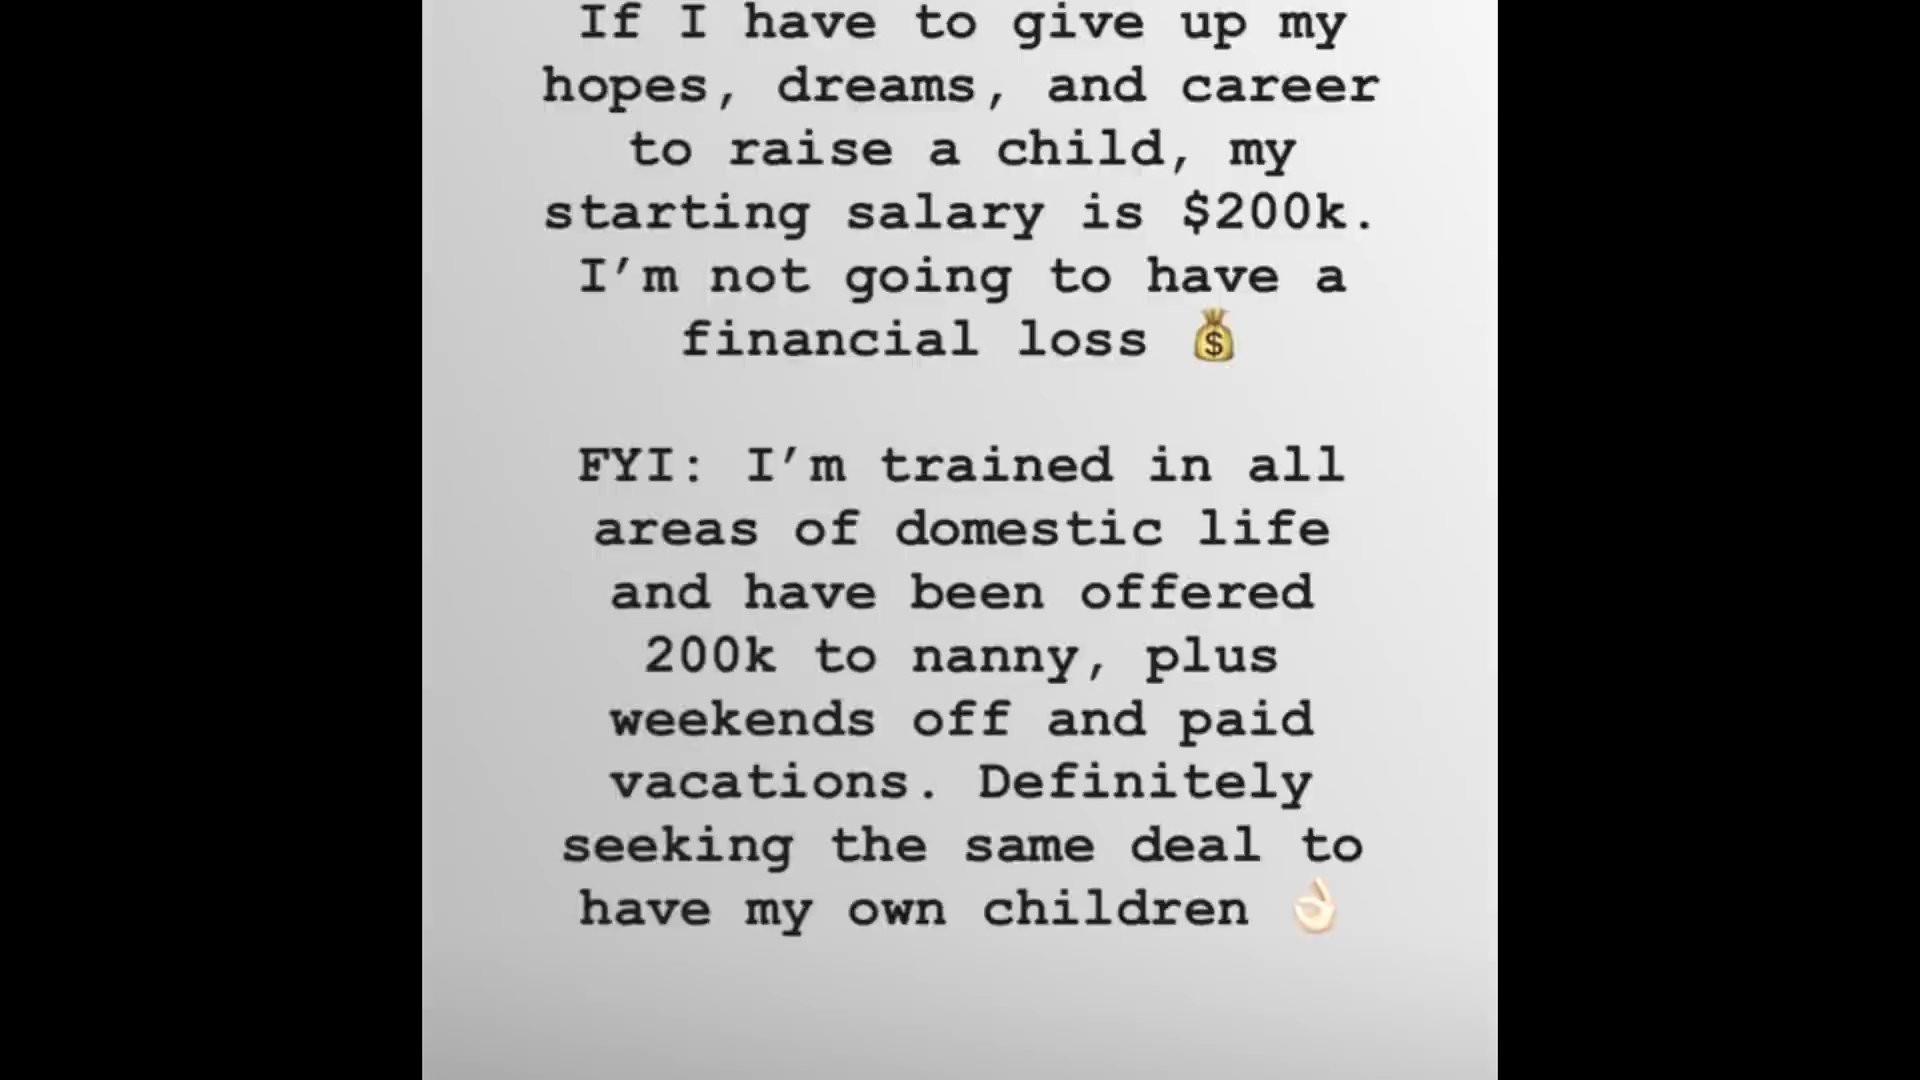 If I have to give up my
hopes, dreams, and career
to raise a child, my
starting salary is $200k.
I’m not going to have a
financial loss 💰
FYI: I’m trained in all
areas of domestic life
and have been offered
200k to nanny, plus
weekends off and paid
vacations. Definitely
seeking the same deal to
have my own children 👌🏻